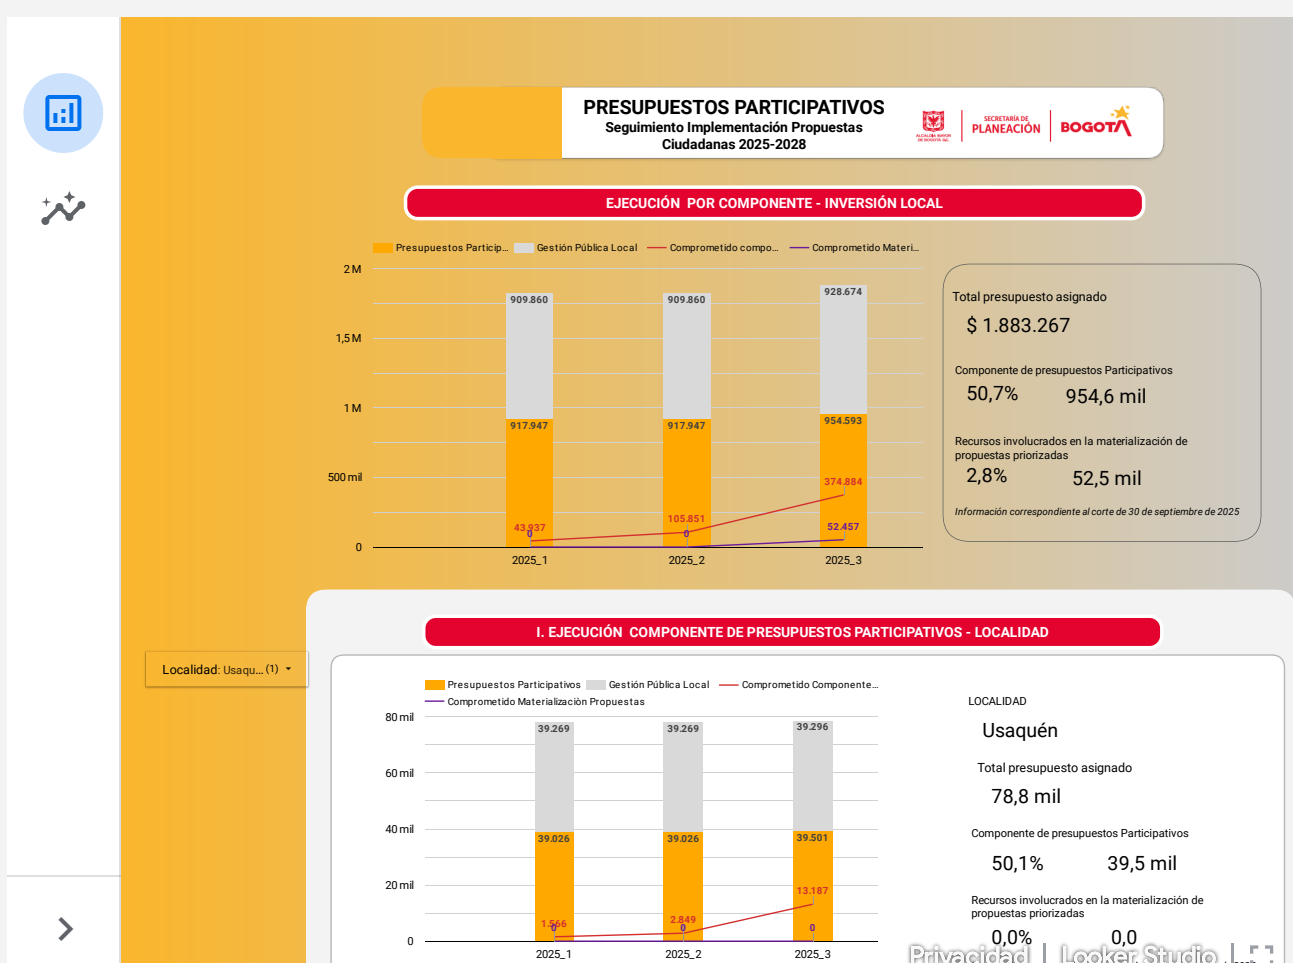 PRESUPUESTOS PARTICIPATIVOS
Seguimiento Implementación Propuestas
Ciudadanas 2025-2028
ALCALDÍA MAYOR
DE BOGOTÁ D.C.
SECRETARÍA DE
PLANEACIÓN
BOGOTÁ
EJECUCIÓN POR COMPONENTE - INVERSIÓN LOCAL
Presupuestos Particip... Gestión Pública Local Comprometido compo... Comprometido Materi...
2 M
1,5 M
1 M
500 mil
0
909.860 909.860 928.674
917.947 917.947 954.593
43.937 105.851 374.884
0 0 52.457
2025_1 2025_2 2025_3
Total presupuesto asignado
$ 1.883.267
Componente de presupuestos Participativos
50,7% 954,6 mil
Recursos involucrados en la materialización de
propuestas priorizadas
2,8% 52,5 mil
Información correspondiente al corte de 30 de septiembre de 2025
I. EJECUCIÓN COMPONENTE DE PRESUPUESTOS PARTICIPATIVOS - LOCALIDAD
Localidad: Usaqu... (1)
Presupuestos Participativos Gestión Pública Local Comprometido Componente...
Comprometido Materializaciòn Propuestas
80 mil
60 mil
40 mil
20 mil
0
39.269 39.269 39.296
39.026 39.026 39.501
1.566 2.849 13.187
0 0 0
2025_1 2025_2 2025_3
LOCALIDAD
Usaquén
Total presupuesto asignado
78,8 mil
Componente de presupuestos Participativos
50,1% 39,5 mil
Recursos involucrados en la materialización de
propuestas priorizadas
0,0% 0,0
Privacidad Looker Studio